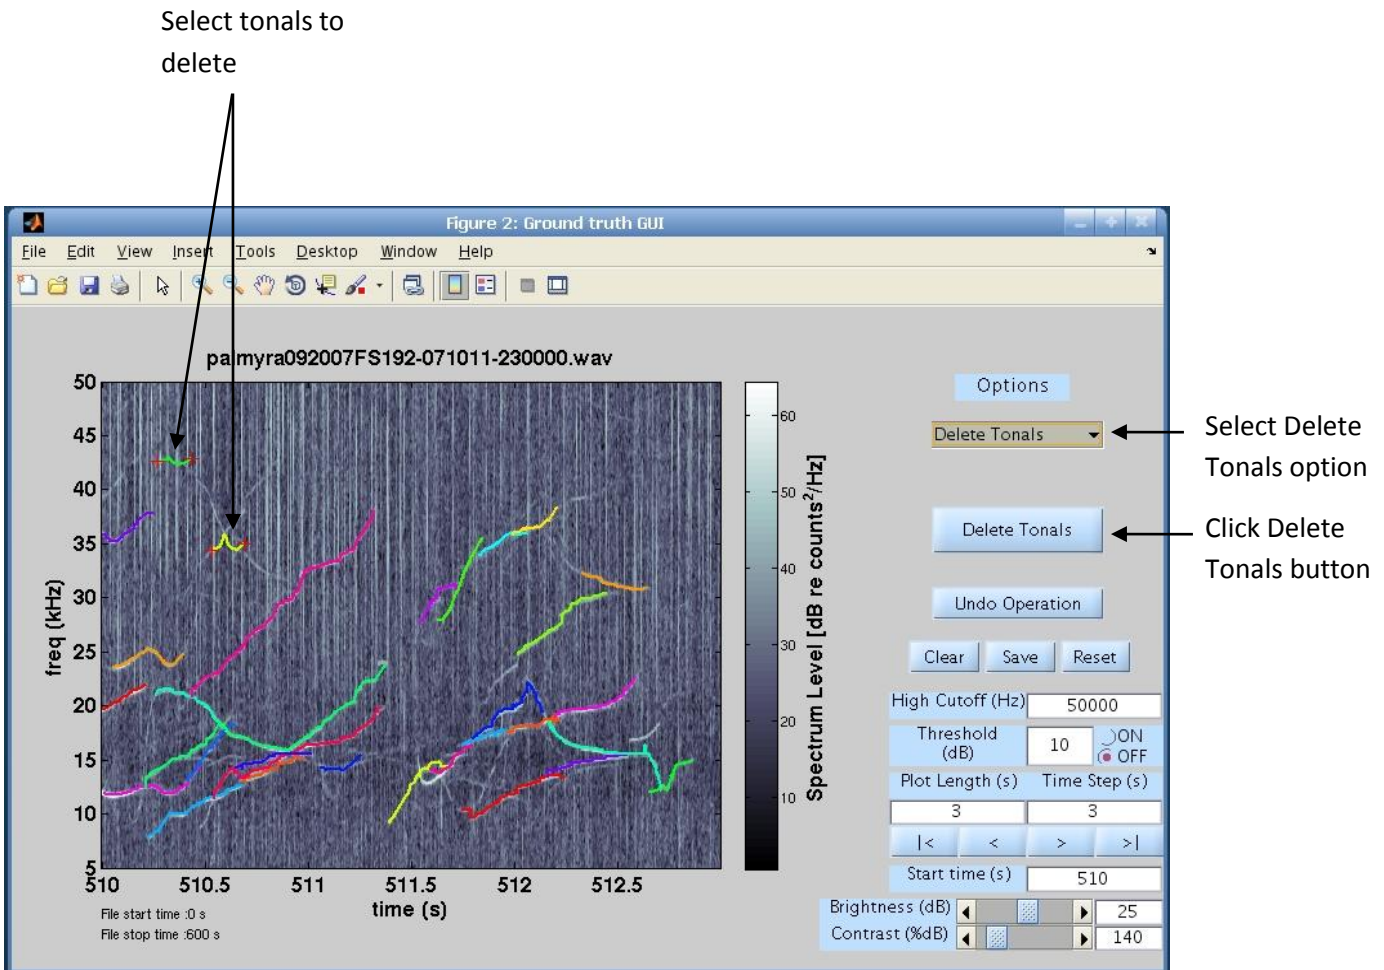 Select tonals to
delete
Figure 2: Ground truth GUI
File Edit View Insert Tools Desktop Window Help
palmyra092007FS192-071011-230000.wav
50
45
40
35
30
25
20
15
10
5
freq (kHz)
510 510.5 511 511.5 512 512.5
time (s)
File start time :0 s
File stop time :600 s
60
50
40
30
20
10
Spectrum Level [dB re counts²/Hz]
Options
Delete Tonals
Select Delete
Tonals option
Delete Tonals
Click Delete
Tonals button
Undo Operation
Clear Save Reset
High Cutoff (Hz) 50000
Threshold
(dB) 10 ON
OFF
Plot Length (s) Time Step (s)
3 3
|< < > >|
Start time (s) 510
Brightness (dB) 25
Contrast (%dB) 140